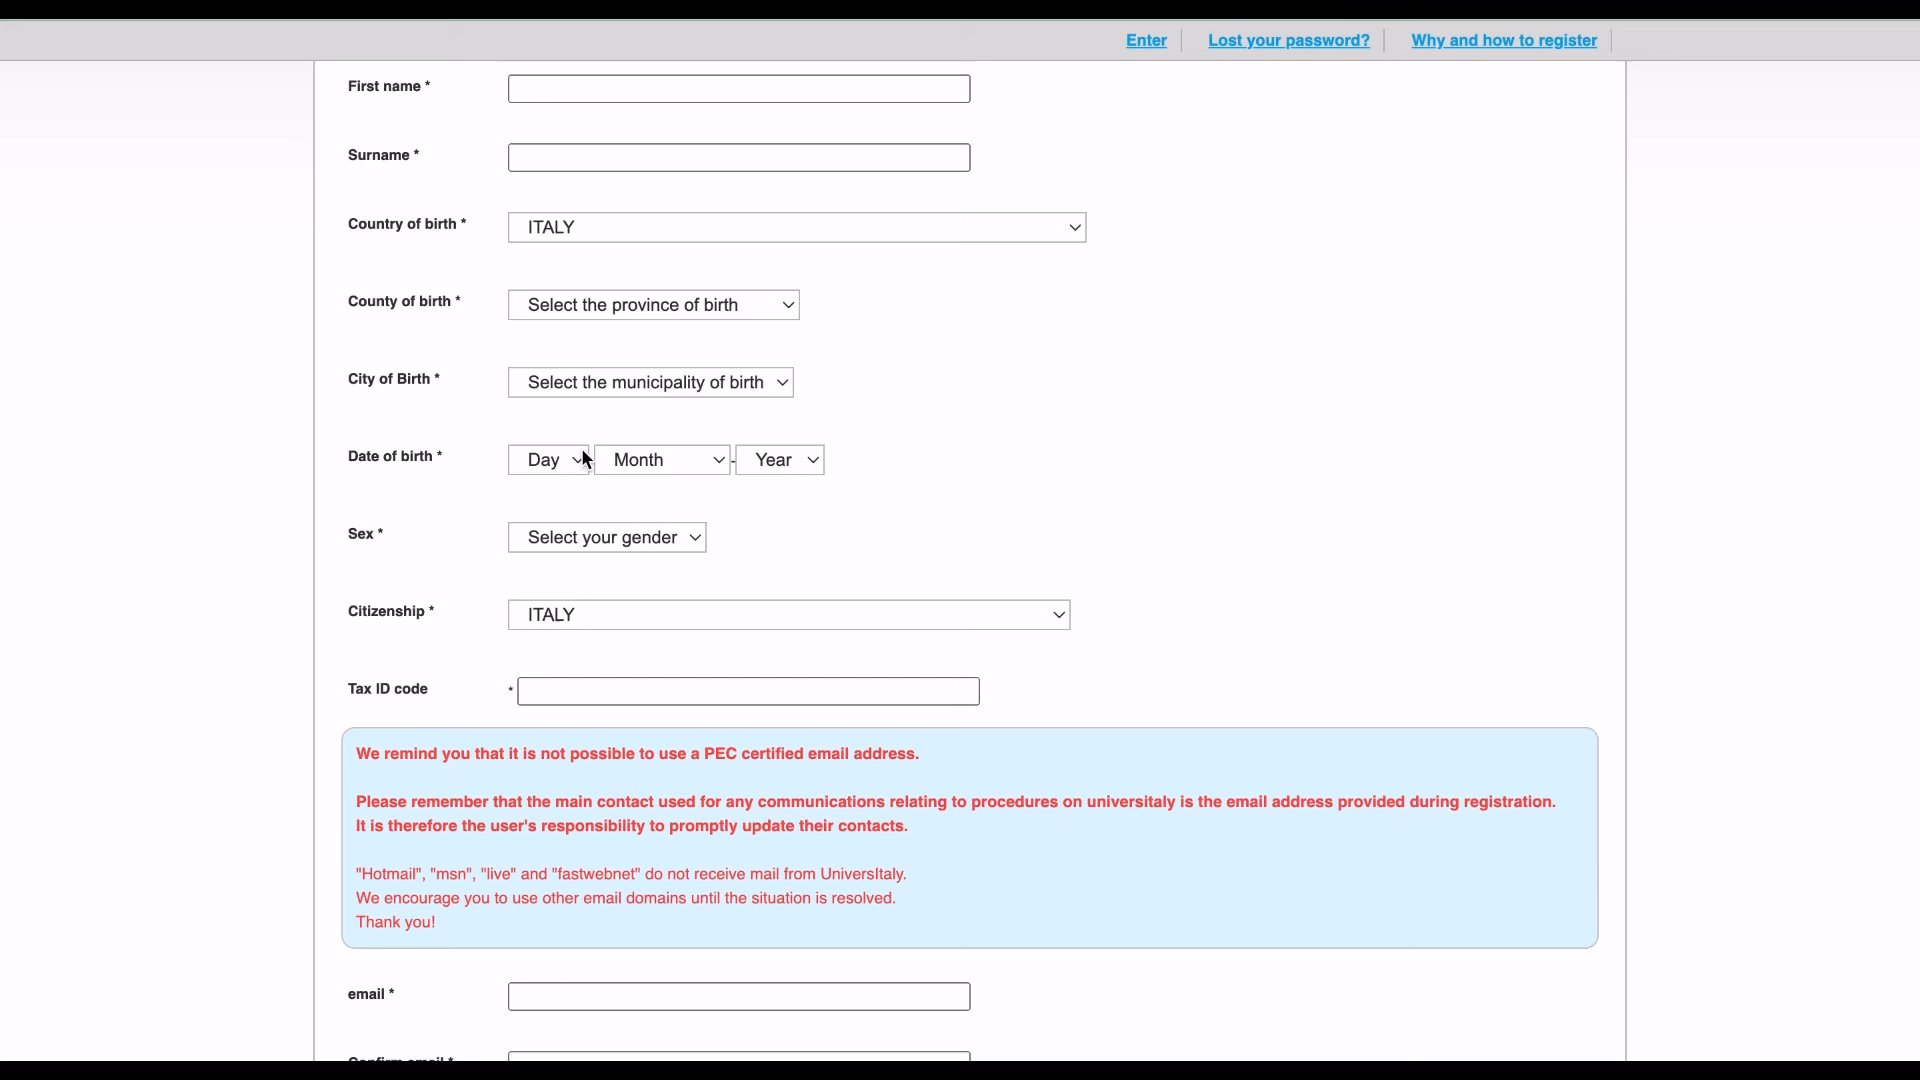 Enter Lost your password? Why and how to register
First name *
Surname *
Country of birth * ITALY
County of birth * Select the province of birth
City of Birth * Select the municipality of birth
Date of birth * Day - Month - Year
Sex * Select your gender
Citizenship * ITALY
Tax ID code *
We remind you that it is not possible to use a PEC certified email address.
Please remember that the main contact used for any communications relating to procedures on universitaly is the email address provided during registration.
It is therefore the user's responsibility to promptly update their contacts.
"Hotmail", "msn", "live" and "fastwebnet" do not receive mail from UniversItaly.
We encourage you to use other email domains until the situation is resolved.
Thank you!
email *
Confirm email *